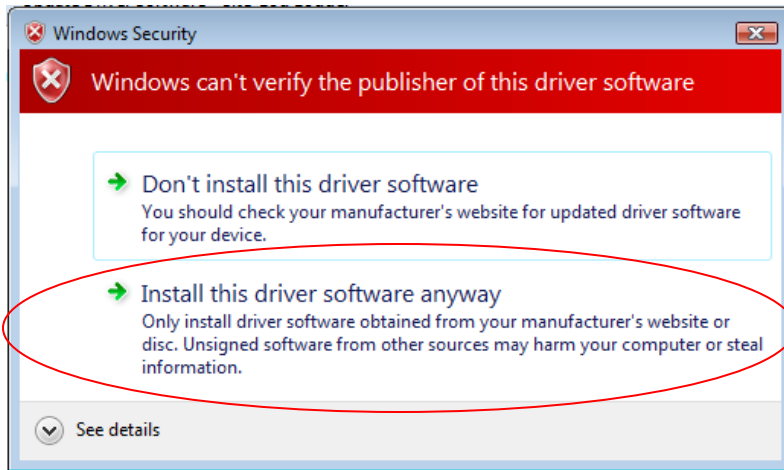 Windows Security
Windows can't verify the publisher of this driver software
Don't install this driver software
You should check your manufacturer's website for updated driver software
for your device.
Install this driver software anyway
Only install driver software obtained from your manufacturer's website or
disc. Unsigned software from other sources may harm your computer or steal
information.
See details